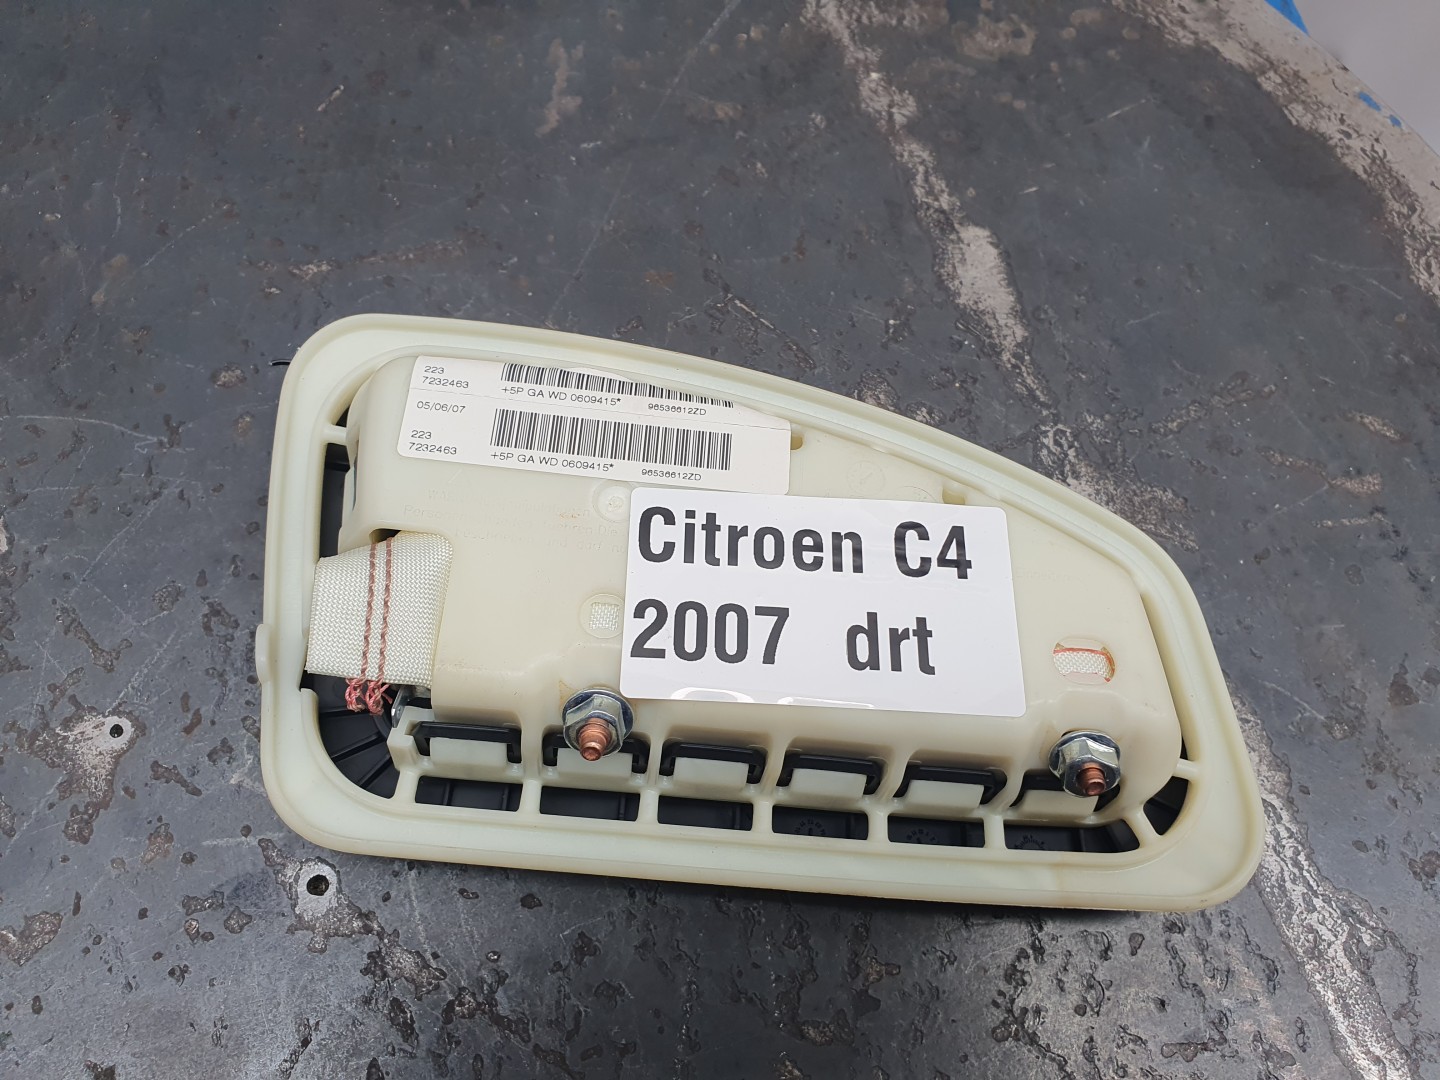 223
7232463
+5P GA WD 0609415* 96536612ZD
05/06/07
223
7232463
+5P GA WD 0609415* 96536612ZD
Citroen C4
2007 drt